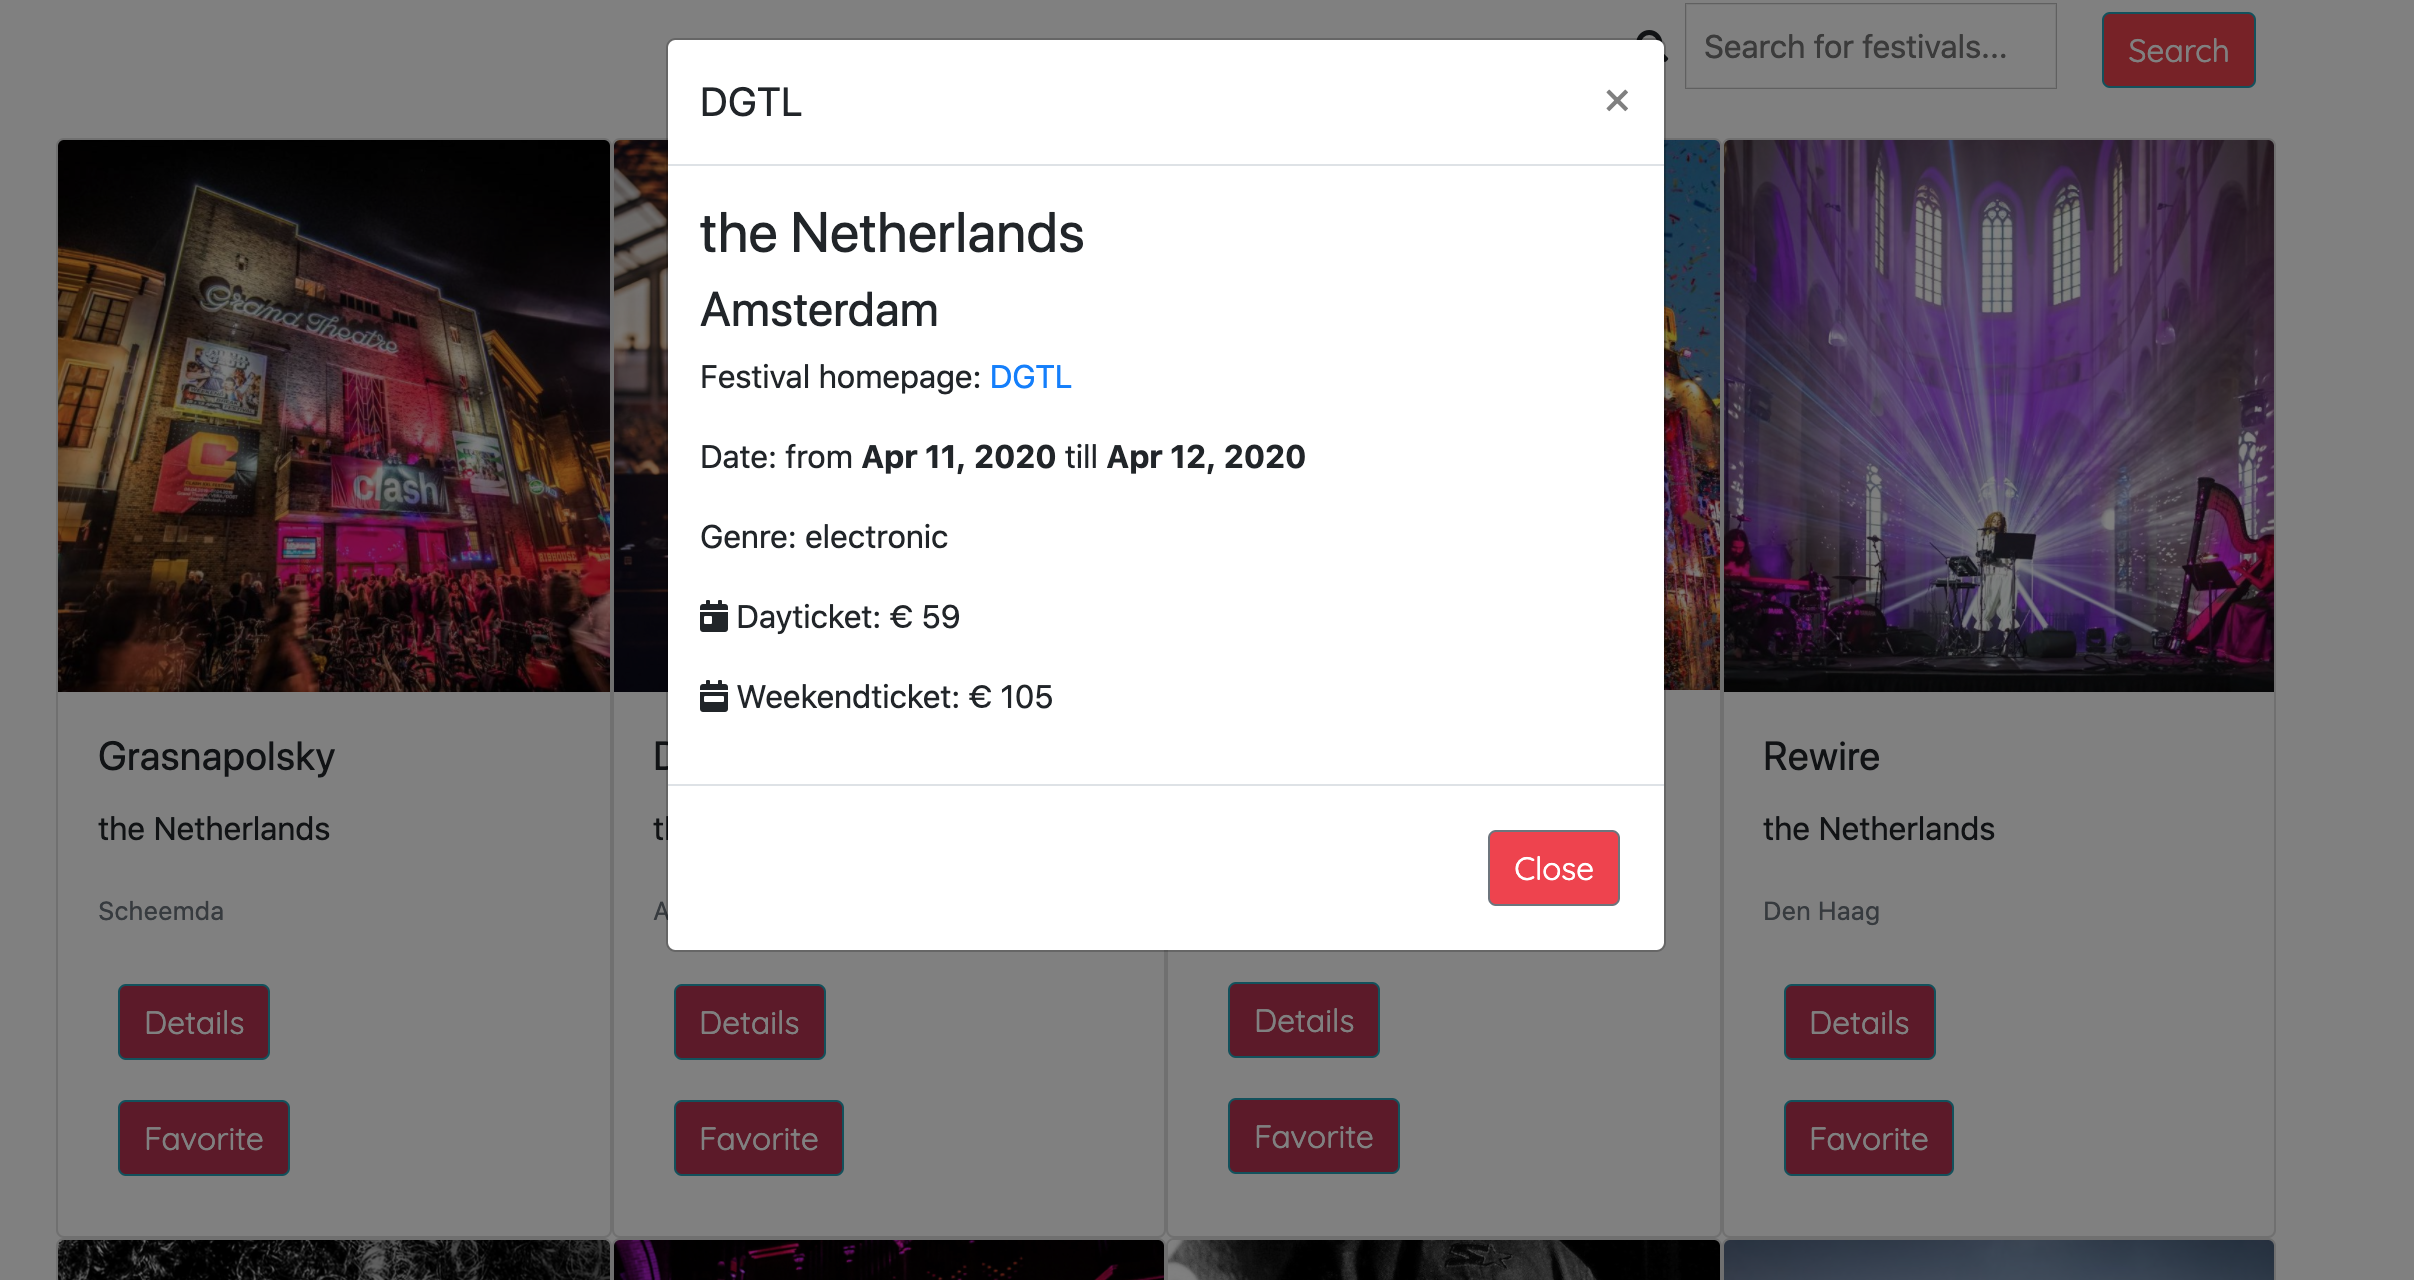 Search for festivals...
Search
DGTL
×
the Netherlands
Amsterdam
Festival homepage: DGTL
Date: from Apr 11, 2020 till Apr 12, 2020
Genre: electronic
Dayticket: € 59
Weekendticket: € 105
Close
Grand Theatre
clash
Grasnapolsky
the Netherlands
Scheemda
Details
Favorite
Details
Favorite
Details
Favorite
Rewire
the Netherlands
Den Haag
Details
Favorite